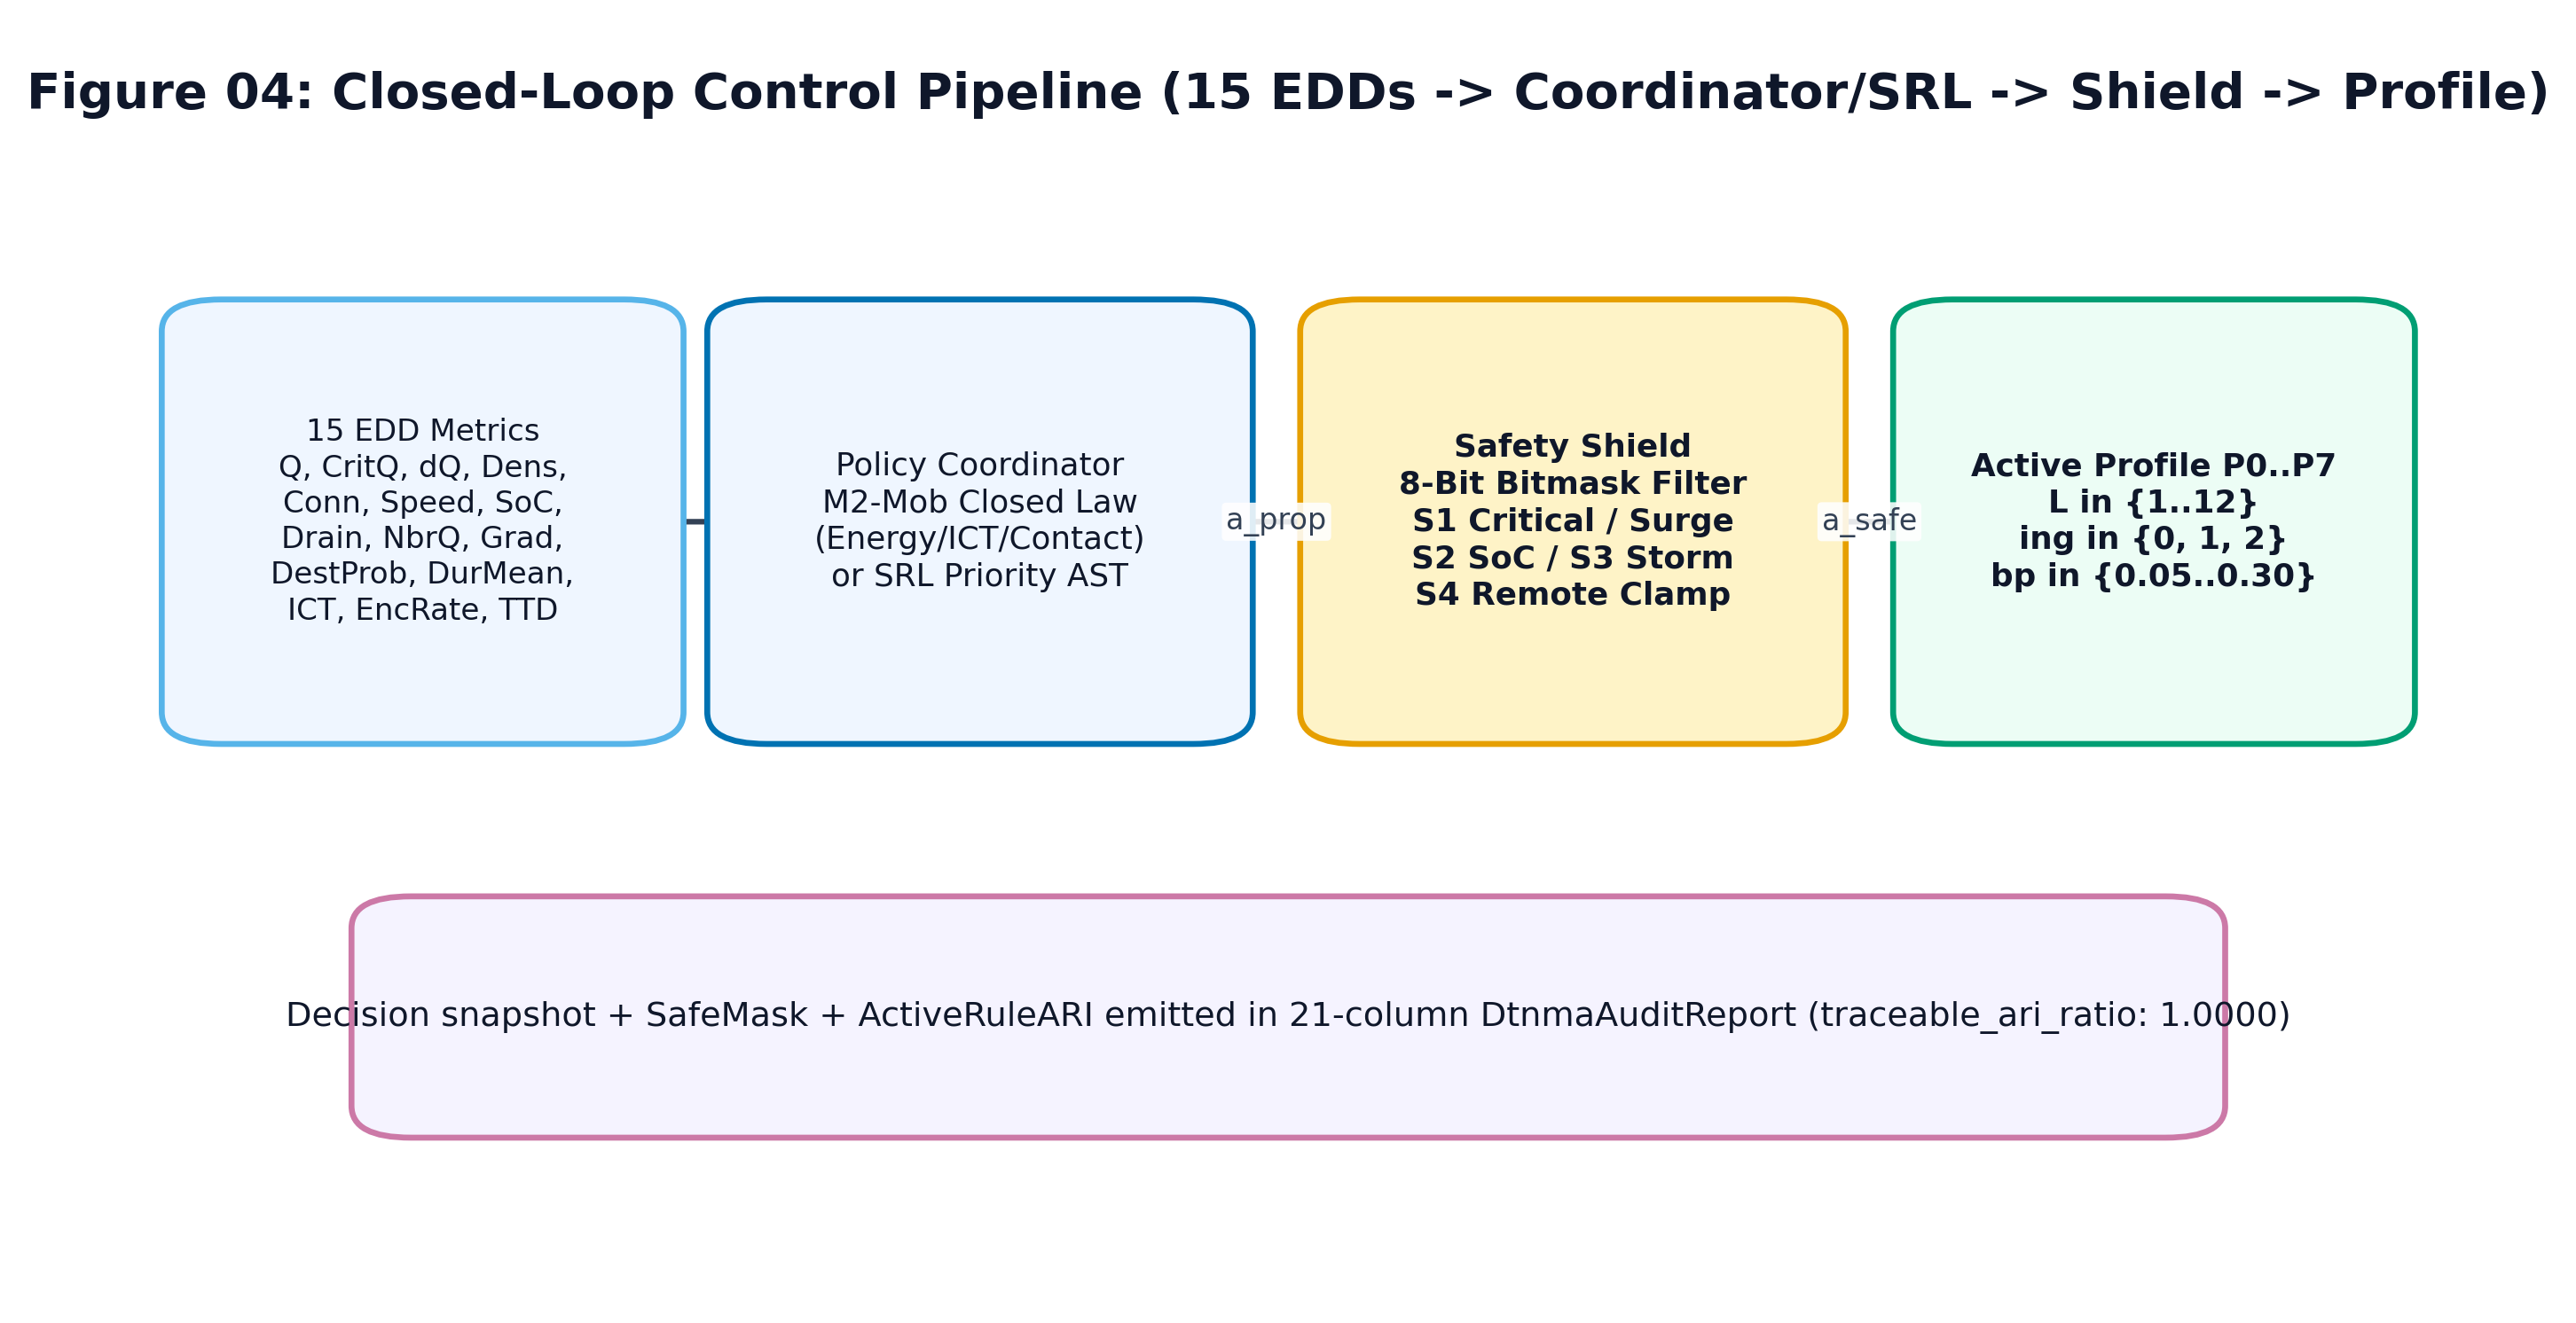 Figure 04: Closed-Loop Control Pipeline (15 EDDs -> Coordinator/SRL -> Shield -> Profile)
15 EDD Metrics
Q, CritQ, dQ, Dens,
Conn, Speed, SoC,
Drain, NbrQ, Grad,
DestProb, DurMean,
ICT, EncRate, TTD
Policy Coordinator
M2-Mob Closed Law
(Energy/ICT/Contact)
or SRL Priority AST
a_prop
Safety Shield
8-Bit Bitmask Filter
S1 Critical / Surge
S2 SoC / S3 Storm
S4 Remote Clamp
a_safe
Active Profile P0..P7
L in {1..12}
ing in {0, 1, 2}
bp in {0.05..0.30}
Decision snapshot + SafeMask + ActiveRuleARI emitted in 21-column DtnmaAuditReport (traceable_ari_ratio: 1.0000)